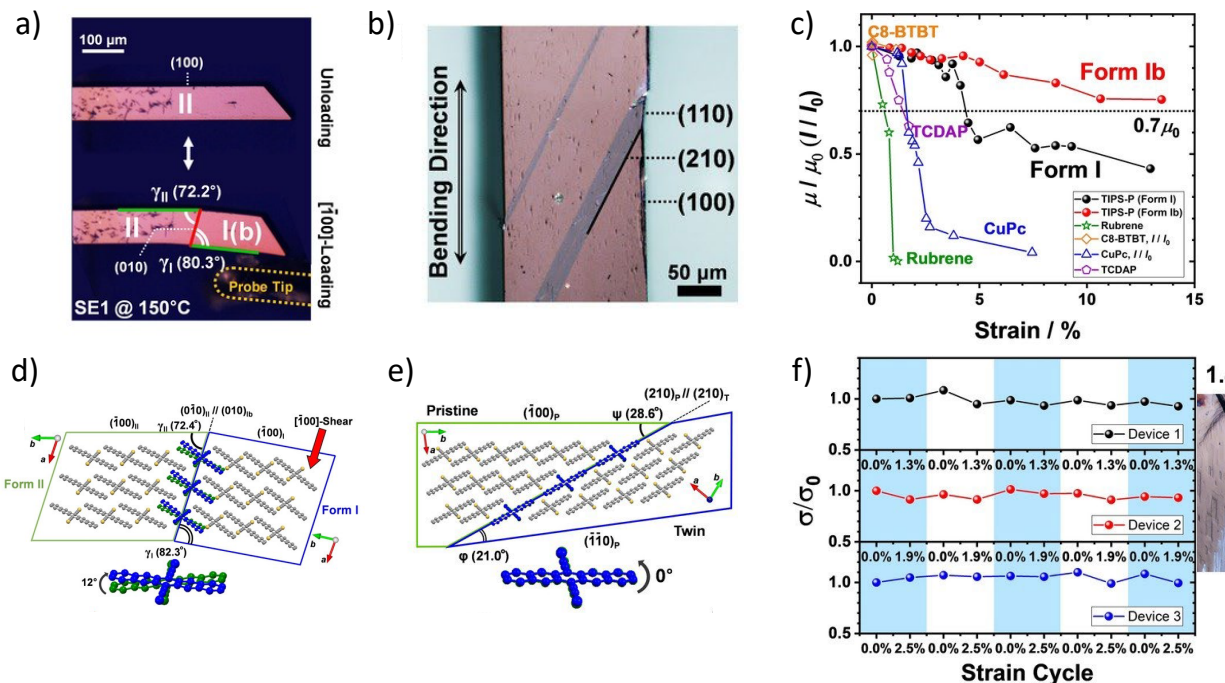 a)
100 µm
(100)
II
Unloading
γII (72.2°)
II
I(b)
(010)
γI (80.3°)
[1̄00]-Loading
Probe Tip
SE1 @ 150°C
b)
Bending Direction
(110)
(210)
(100)
50 µm
c)
μ / μ0 (I / I0)
1.0
0.5
0.0
C8-BTBT
Form Ib
0.7μ0
TCDAP
Form I
CuPc
Rubrene
TIPS-P (Form I)
TIPS-P (Form Ib)
Rubrene
C8-BTBT, I / I0
CuPc, I / I0
TCDAP
0 5 10 15
Strain / %
d)
(01̄0)II // (010)Ib
(1̄00)II
γII (72.4°)
(1̄00)I
[1̄00]-Shear
b
a
Form II
Form I
γI (82.3°)
b
a
12°
e)
(210)P // (210)T
Pristine
(1̄00)P
ψ (28.6°)
b
a
a
b
Twin
φ (21.0°)
(1̄1̄0)P
0°
f)
σ/σ0
1.0
Device 1
0.5
0.0% 1.3% 0.0% 1.3% 0.0% 1.3% 0.0% 1.3% 0.0% 1.3%
1.0
Device 2
0.5
0.0% 1.9% 0.0% 1.9% 0.0% 1.9% 0.0% 1.9% 0.0% 1.9%
1.0
Device 3
0.5
0.0% 2.5% 0.0% 2.5% 0.0% 2.5% 0.0% 2.5% 0.0% 2.5%
Strain Cycle